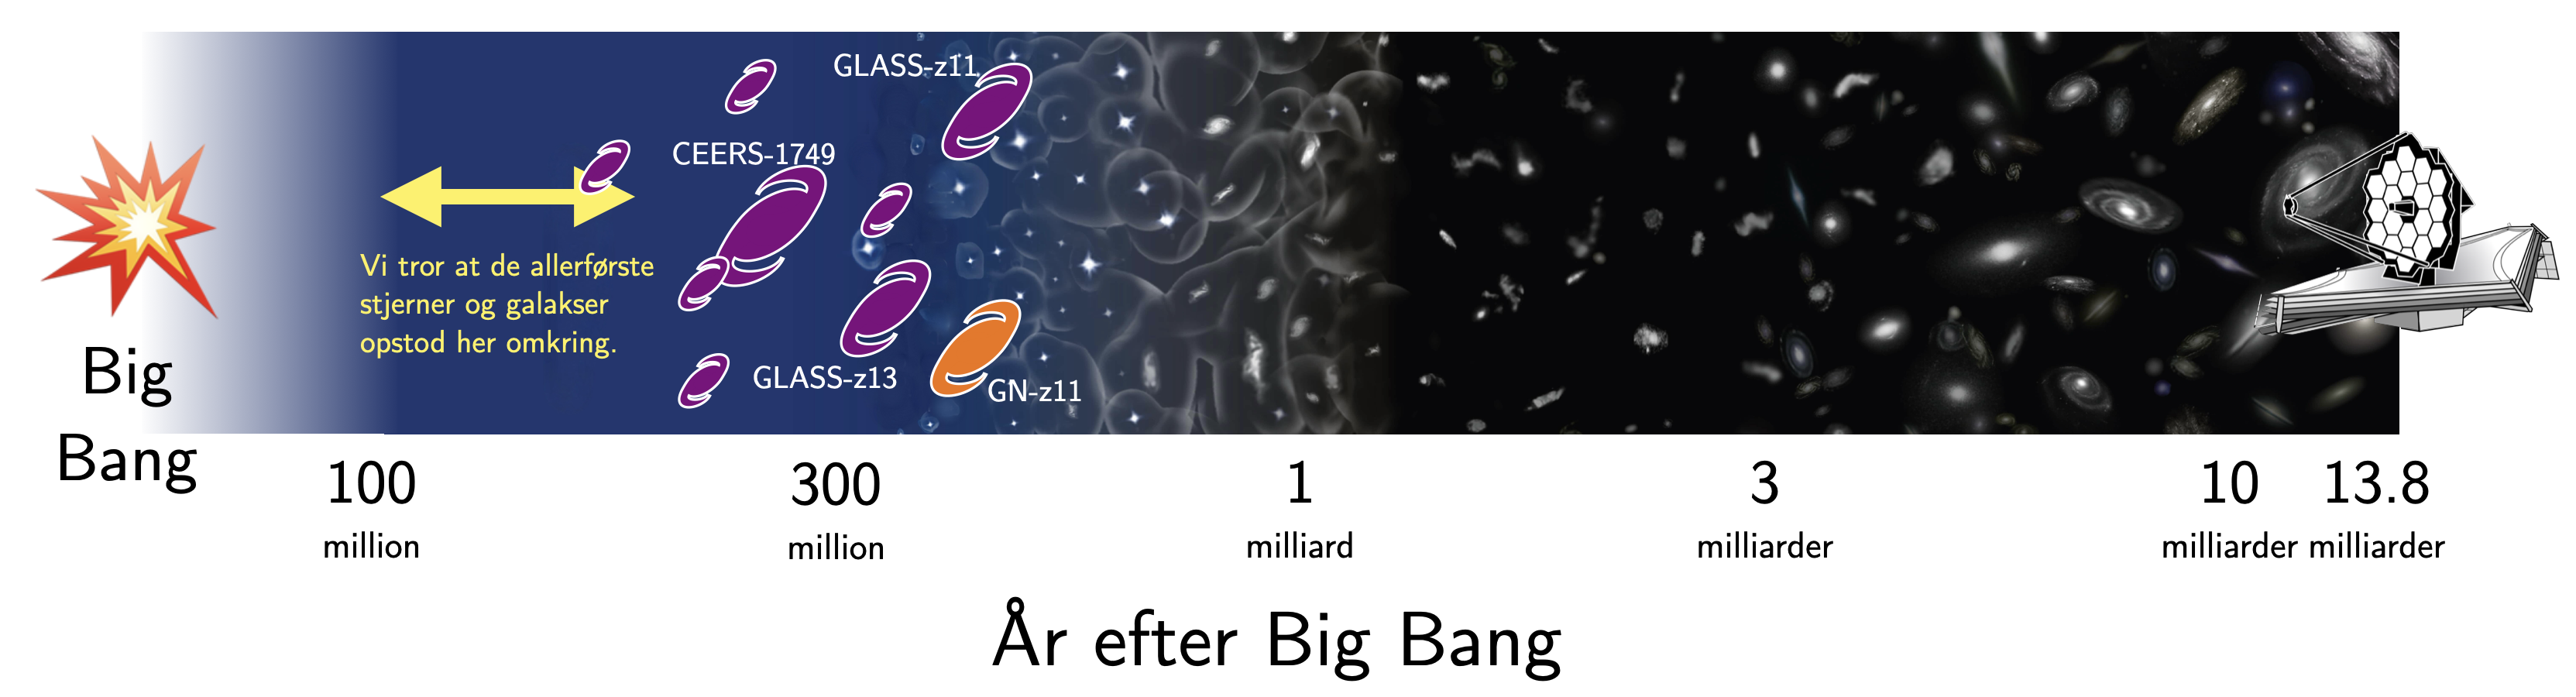 GLASS-z11
CEERS-1749
Vi tror at de allerførste
stjerner og galakser
opstod her omkring.
GLASS-z13
GN-z11
Big
Bang
100
million
300
million
1
milliard
3
milliarder
10
milliarder
13.8
milliarder
År efter Big Bang